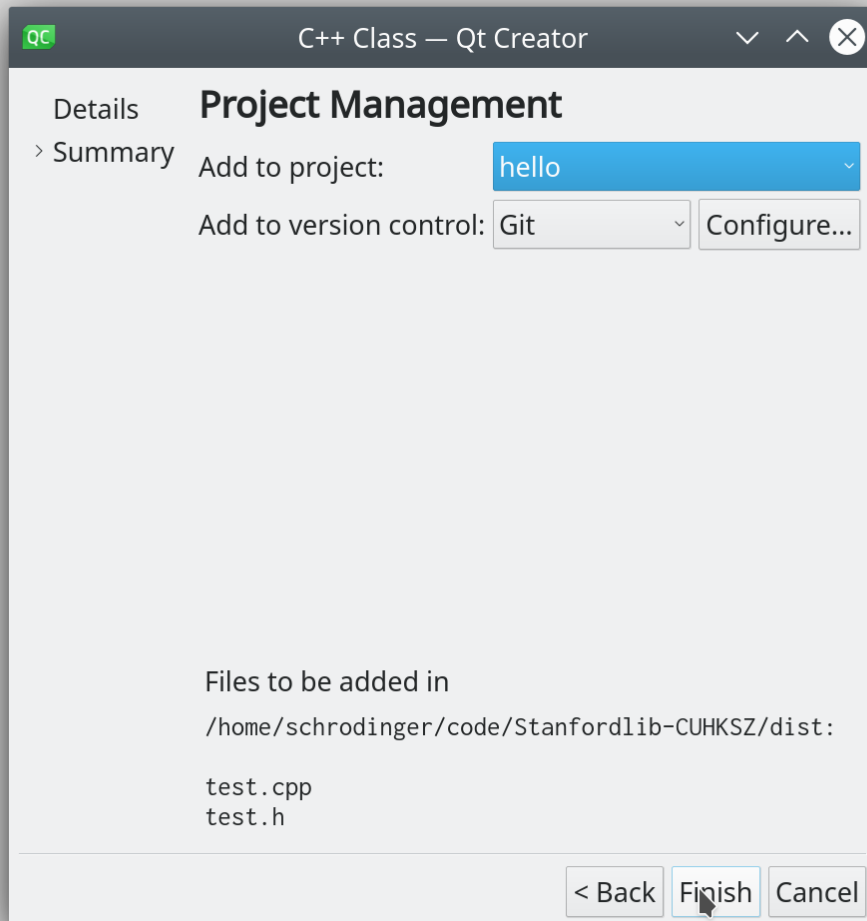 QC
C++ Class — Qt Creator
Details
Summary
Project Management
Add to project:
hello
Add to version control:
Git
Configure...
Files to be added in
/home/schrodinger/code/Stanfordlib-CUHKSZ/dist:
test.cpp
test.h
< Back
Finish
Cancel